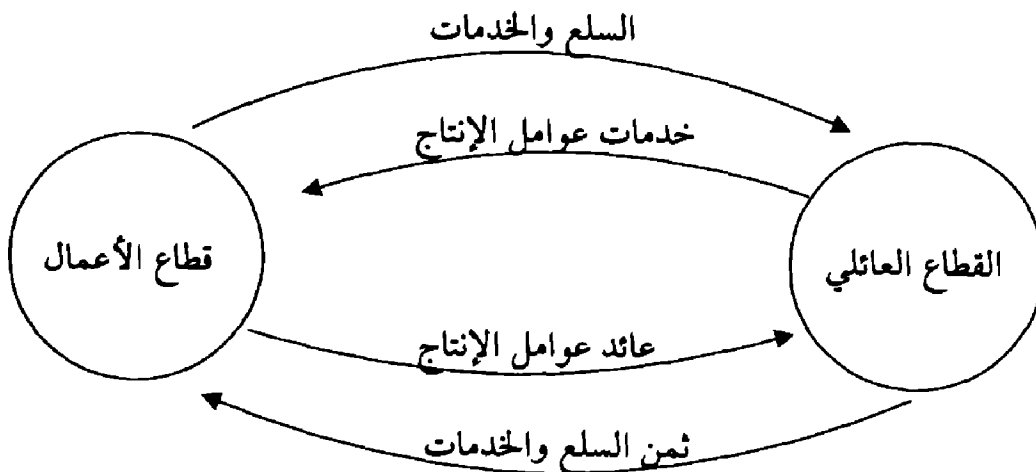 السلع والخدمات
خدمات عوامل الإنتاج
القطاع العائلي
قطاع الأعمال
عائد عوامل الإنتاج
ثمن السلع والخدمات